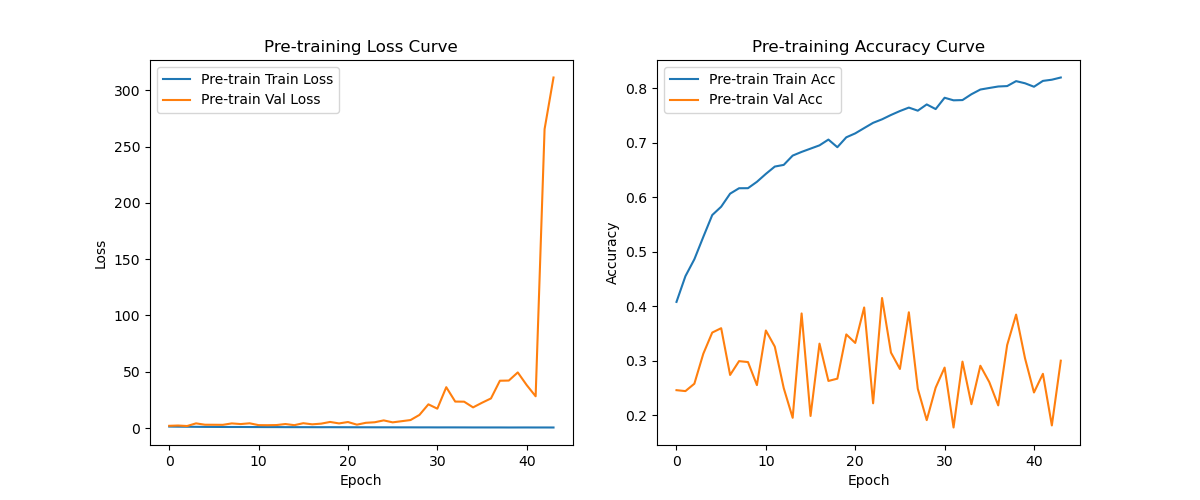 Pre-training Loss Curve
Pre-train Train Loss
Pre-train Val Loss
300
250
200
150
100
50
0
Loss
0 10 20 30 40
Epoch
Pre-training Accuracy Curve
Pre-train Train Acc
Pre-train Val Acc
0.8
0.7
0.6
0.5
0.4
0.3
0.2
Accuracy
0 10 20 30 40
Epoch